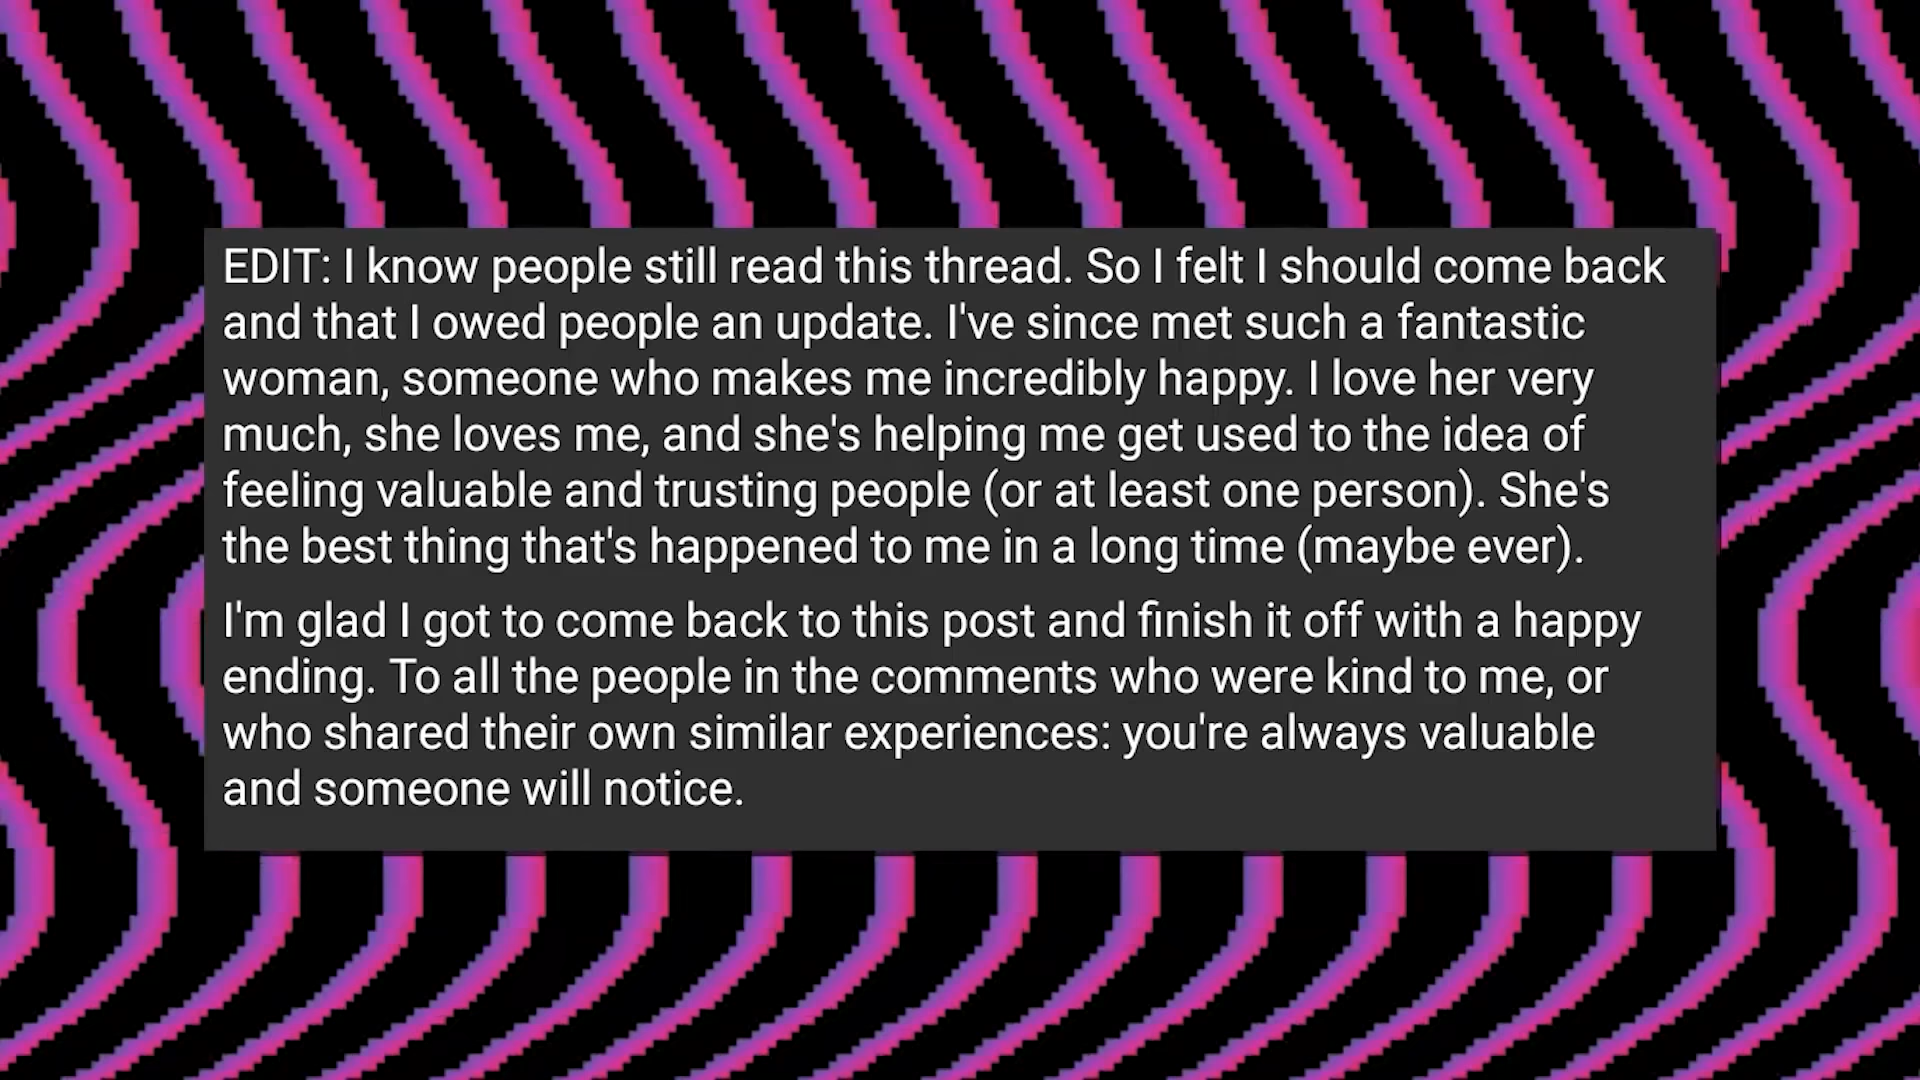 EDIT: I know people still read this thread. So I felt I should come back
and that I owed people an update. I've since met such a fantastic
woman, someone who makes me incredibly happy. I love her very
much, she loves me, and she's helping me get used to the idea of
feeling valuable and trusting people (or at least one person). She's
the best thing that's happened to me in a long time (maybe ever).
I'm glad I got to come back to this post and finish it off with a happy
ending. To all the people in the comments who were kind to me, or
who shared their own similar experiences: you're always valuable
and someone will notice.